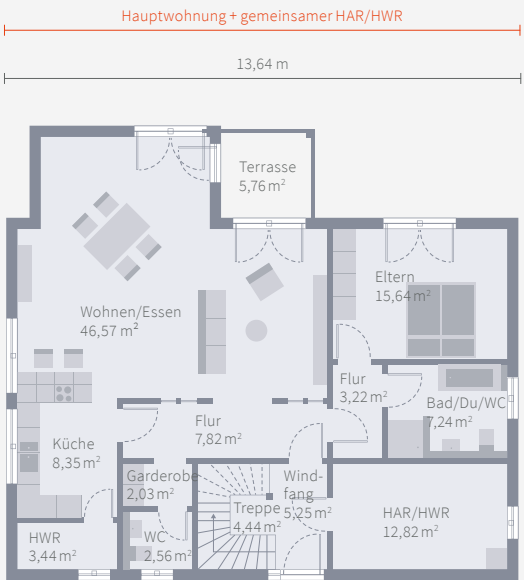 Hauptwohnung + gemeinsamer HAR/HWR
13,64 m
Terrasse
5,76 m²
Eltern
15,64 m²
Wohnen/Essen
46,57 m²
Flur
3,22 m²
Bad/Du/WC
7,24 m²
Flur
7,82 m²
Küche
8,35 m²
Garderobe
2,03 m²
Wind-
fang
5,25 m²
Treppe
4,44 m²
HAR/HWR
12,82 m²
HWR
3,44 m²
WC
2,56 m²